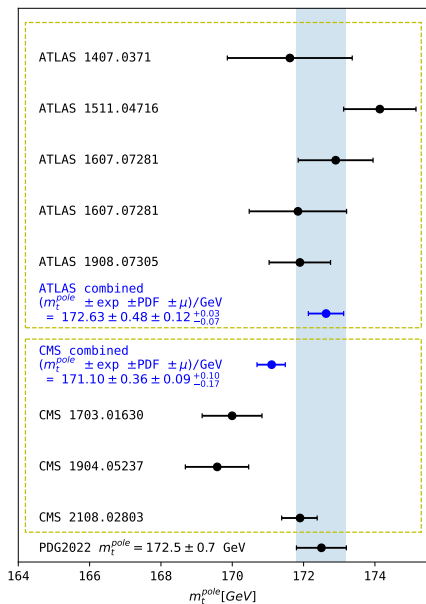 ATLAS 1407.0371
ATLAS 1511.04716
ATLAS 1607.07281
ATLAS 1607.07281
ATLAS 1908.07305
ATLAS combined
(m_t^{pole} ± exp ±PDF ±μ)/GeV
= 172.63 ± 0.48 ± 0.12^{+0.03}_{-0.07}
CMS combined
(m_t^{pole} ± exp ±PDF ±μ)/GeV
= 171.10 ± 0.36 ± 0.09^{+0.10}_{-0.17}
CMS 1703.01630
CMS 1904.05237
CMS 2108.02803
PDG2022 m_t^{pole} = 172.5 ± 0.7 GeV
164 166 168 170 172 174
m_t^{pole}[GeV]